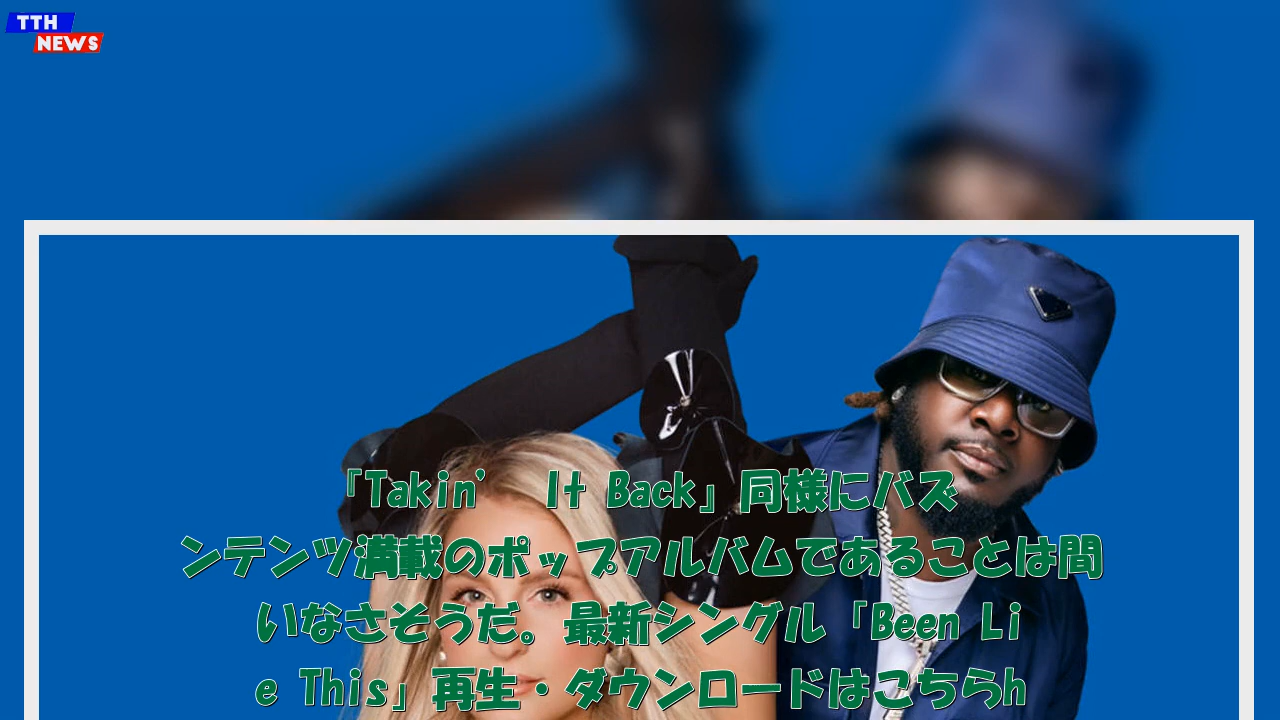 TTH
NEWS
『Takin’ It Back』同様にバズ
ンテンツ満載のポップアルバムであることは間
いなさそうだ。最新シングル「Been Li
e This」再生・ダウンロードはこちらh